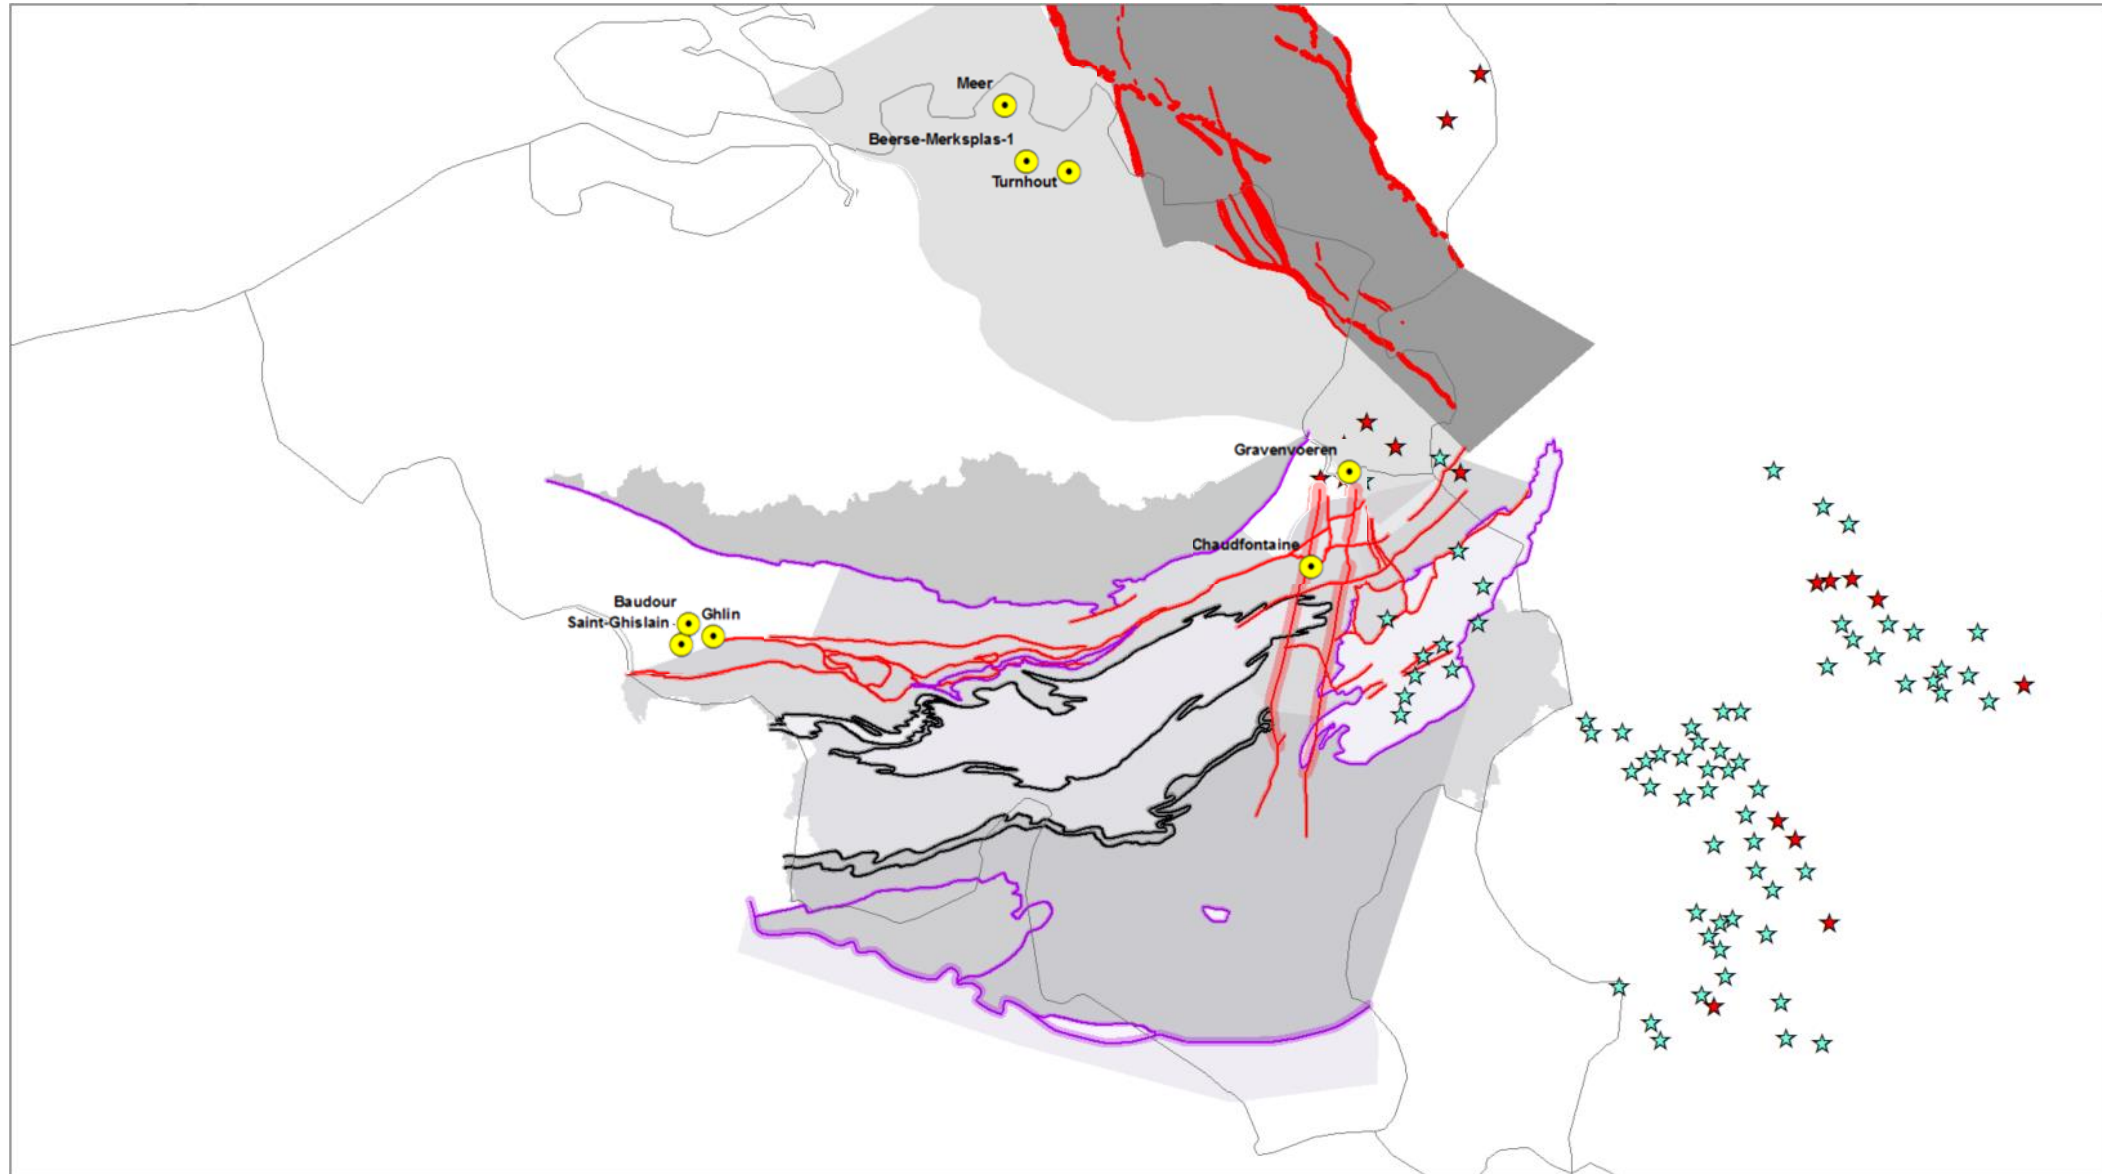 Meer
Beerse-Merksplas-1
Turnhout
Gravenvoeren
Chaudfontaine
Baudour
Ghlin
Saint-Ghislain